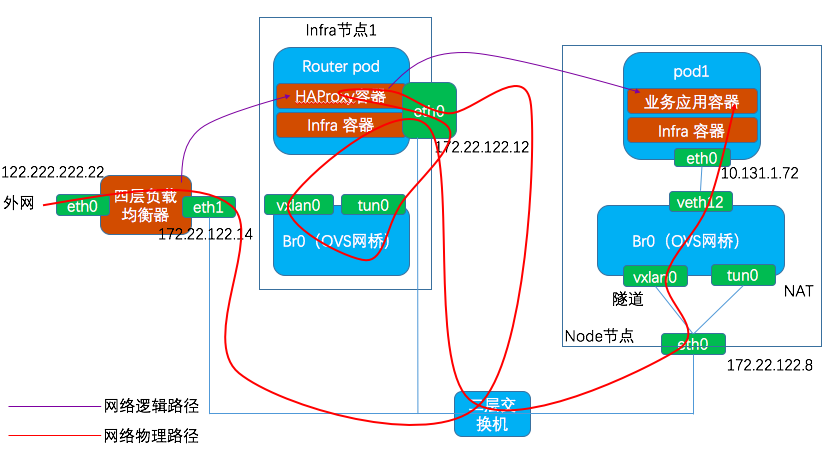 Infra节点1
Router pod
HAProxy容器
Infra 容器
eth0
172.22.122.12
pod1
业务应用容器
Infra 容器
eth0
10.131.1.72
122.222.222.22
外网
eth0
四层负载
均衡器
eth1
172.22.122.14
vxlan0
tun0
Br0（OVS网桥）
veth12
Br0（OVS网桥）
vxlan0
tun0
隧道
NAT
Node节点
eth0
172.22.122.8
二层交
换机
网络逻辑路径
网络物理路径